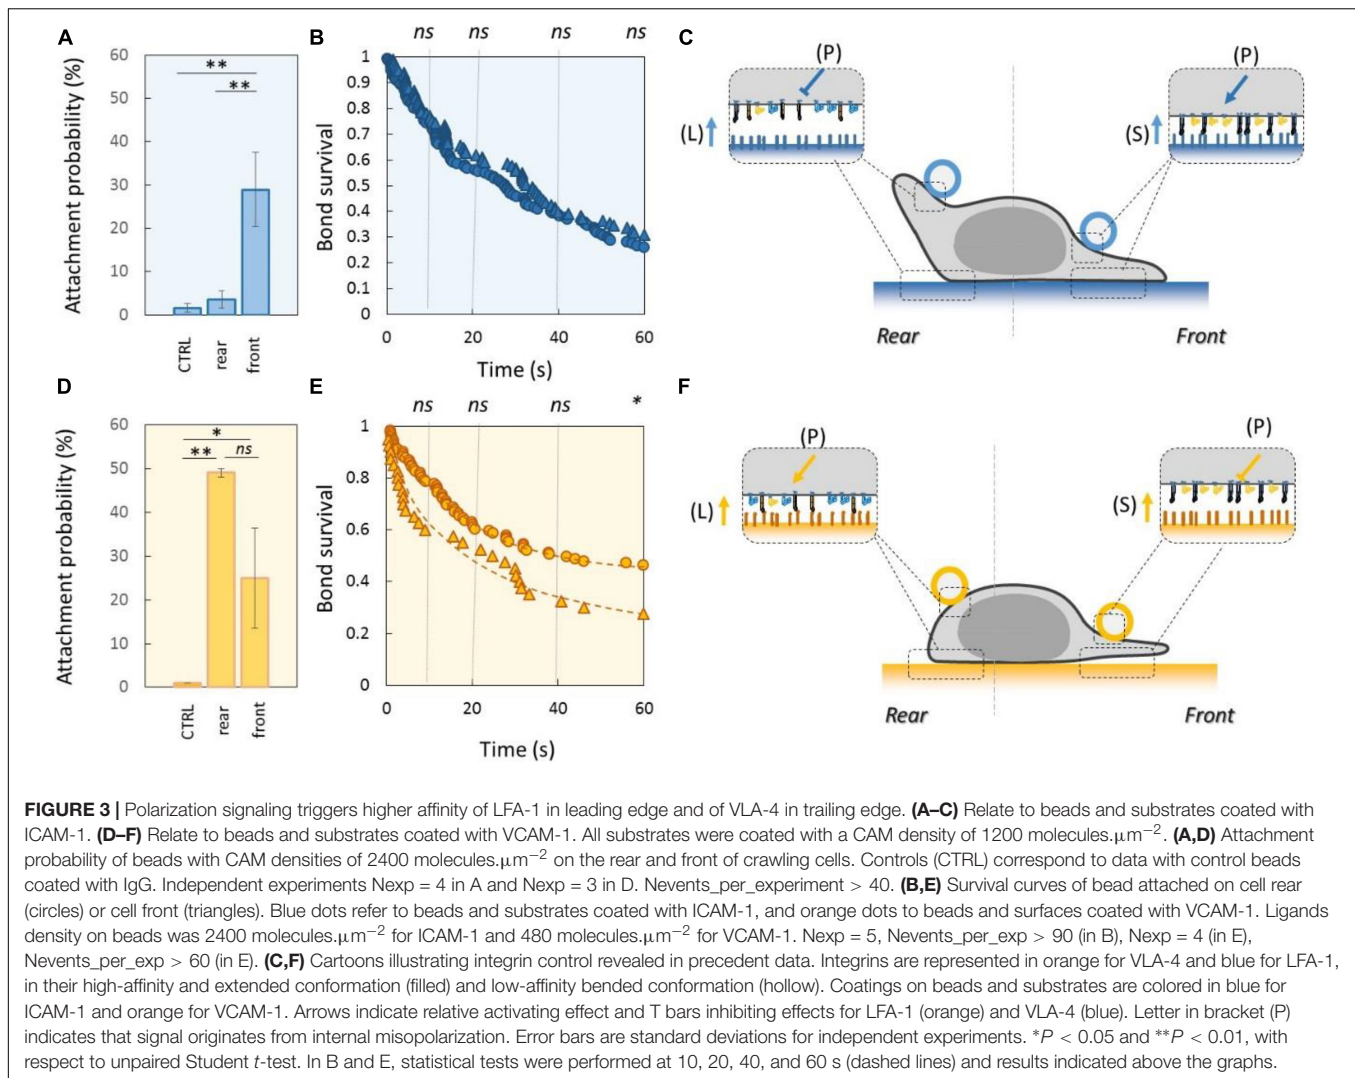 A
60
50
40
30
20
10
0
Attachment probability (%)
**
**
CTRL
rear
front
B
ns
ns
ns
ns
1
0.9
0.8
0.7
0.6
0.5
0.4
0.3
0.2
0.1
0
Bond survival
0
20
40
60
Time (s)
C
(P)
(P)
(L)
(S)
Rear
Front
D
60
50
40
30
20
10
0
Attachment probability (%)
*
**
ns
CTRL
rear
front
E
ns
ns
ns
*
1
0.8
0.6
0.4
0.2
0
Bond survival
0
20
40
60
Time (s)
F
(P)
(P)
(L)
(S)
Rear
Front
FIGURE 3 | Polarization signaling triggers higher affinity of LFA-1 in leading edge and of VLA-4 in trailing edge. (A–C) Relate to beads and substrates coated with
ICAM-1. (D–F) Relate to beads and substrates coated with VCAM-1. All substrates were coated with a CAM density of 1200 molecules.μm−2. (A,D) Attachment
probability of beads with CAM densities of 2400 molecules.μm−2 on the rear and front of crawling cells. Controls (CTRL) correspond to data with control beads
coated with IgG. Independent experiments Nexp = 4 in A and Nexp = 3 in D. Nevents_per_experiment > 40. (B,E) Survival curves of bead attached on cell rear
(circles) or cell front (triangles). Blue dots refer to beads and substrates coated with ICAM-1, and orange dots to beads and surfaces coated with VCAM-1. Ligands
density on beads was 2400 molecules.μm−2 for ICAM-1 and 480 molecules.μm−2 for VCAM-1. Nexp = 5, Nevents_per_exp > 90 (in B), Nexp = 4 (in E),
Nevents_per_exp > 60 (in E). (C,F) Cartoons illustrating integrin control revealed in precedent data. Integrins are represented in orange for VLA-4 and blue for LFA-1,
in their high-affinity and extended conformation (filled) and low-affinity bended conformation (hollow). Coatings on beads and substrates are colored in blue for
ICAM-1 and orange for VCAM-1. Arrows indicate relative activating effect and T bars inhibiting effects for LFA-1 (orange) and VLA-4 (blue). Letter in bracket (P)
indicates that signal originates from internal misopolarization. Error bars are standard deviations for independent experiments. *P < 0.05 and **P < 0.01, with
respect to unpaired Student t-test. In B and E, statistical tests were performed at 10, 20, 40, and 60 s (dashed lines) and results indicated above the graphs.